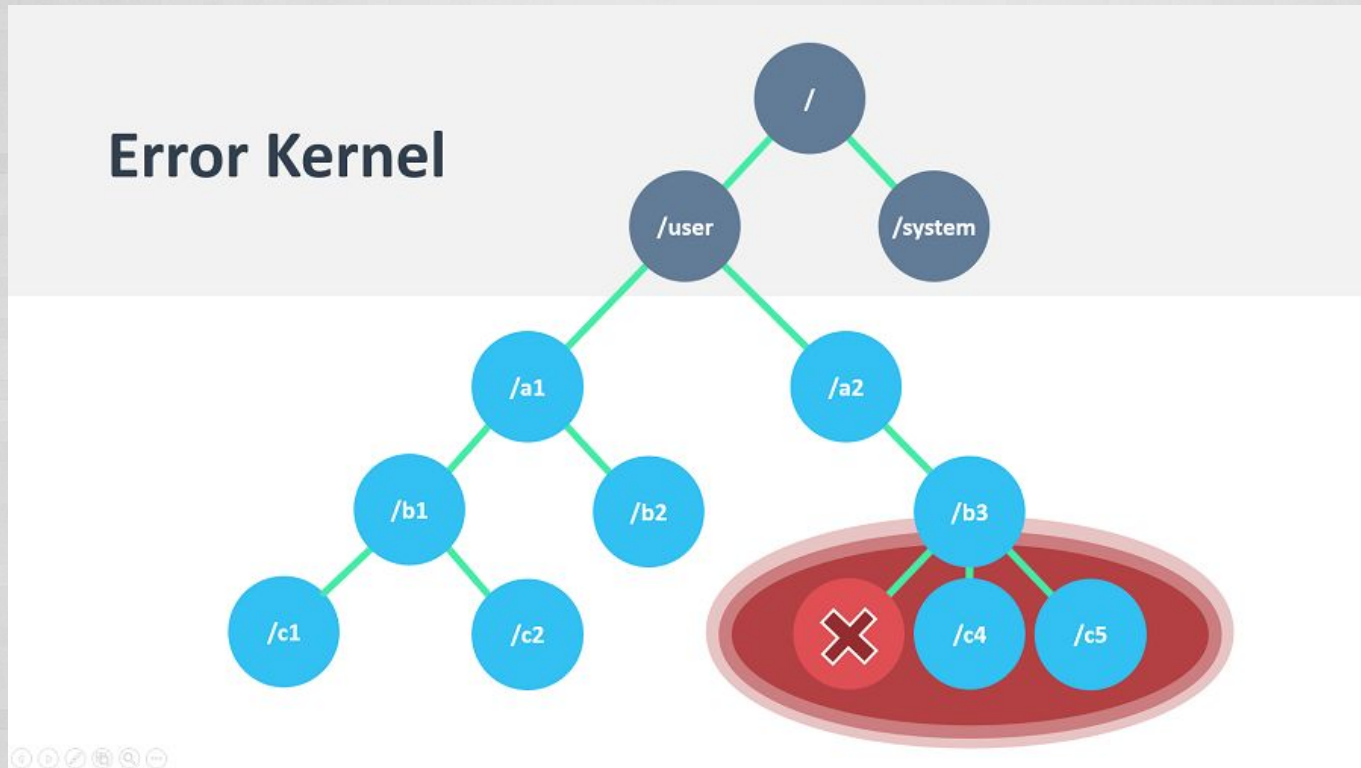 Error Kernel
/
/user
/system
/a1
/a2
/b1
/b2
/b3
/c1
/c2
/c4
/c5